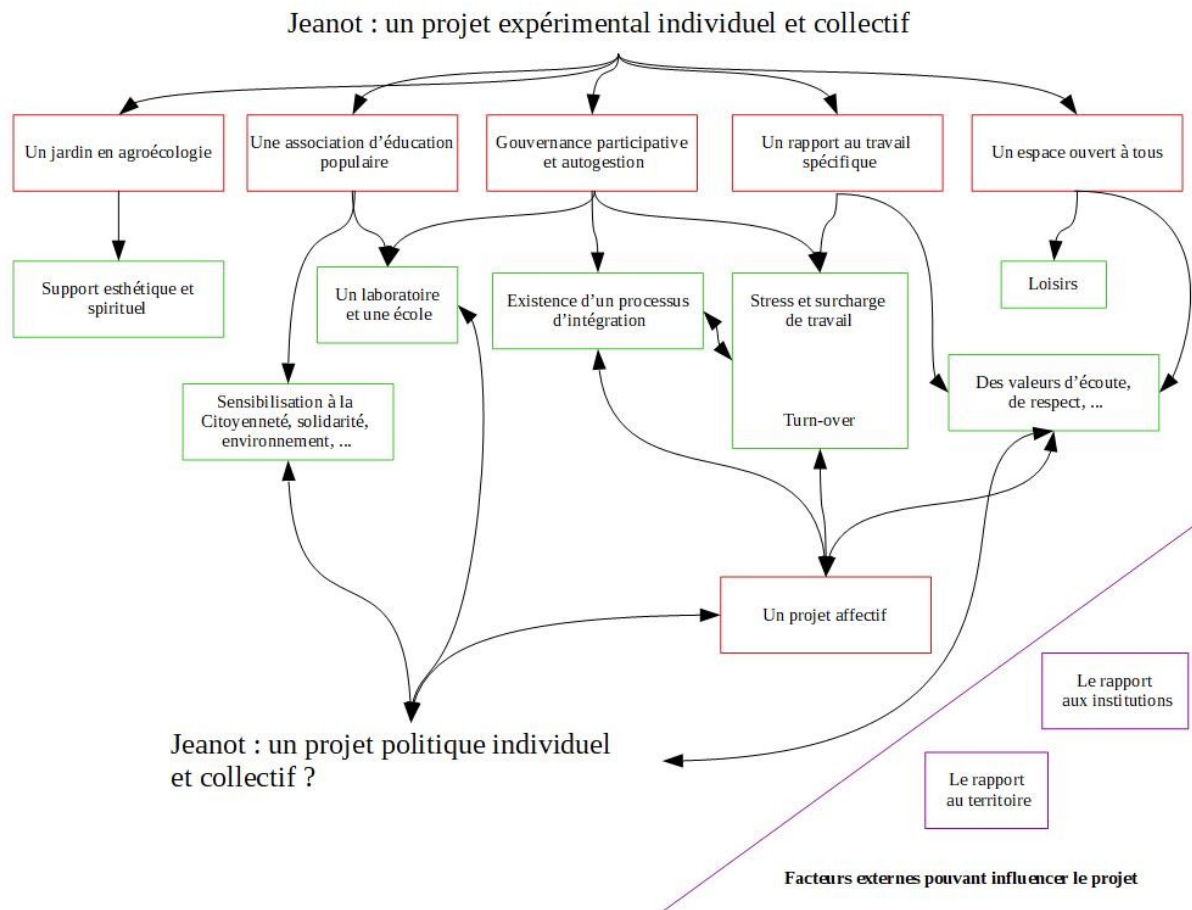 Jeanot : un projet expérimental individuel et collectif
Un jardin en agroécologie
Une association d’éducation
populaire
Gouvernance participative
et autogestion
Un rapport au travail
spécifique
Un espace ouvert à tous
Support esthétique et
spirituel
Un laboratoire
et une école
Existence d’un processus
d’intégration
Stress et surcharge
de travail
Turn-over
Loisirs
Sensibilisation à la
Citoyenneté, solidarité,
environnement, ...
Des valeurs d’écoute,
de respect, ...
Un projet affectif
Jeanot : un projet politique individuel
et collectif ?
Le rapport
aux institutions
Le rapport
au territoire
Facteurs externes pouvant influencer le projet